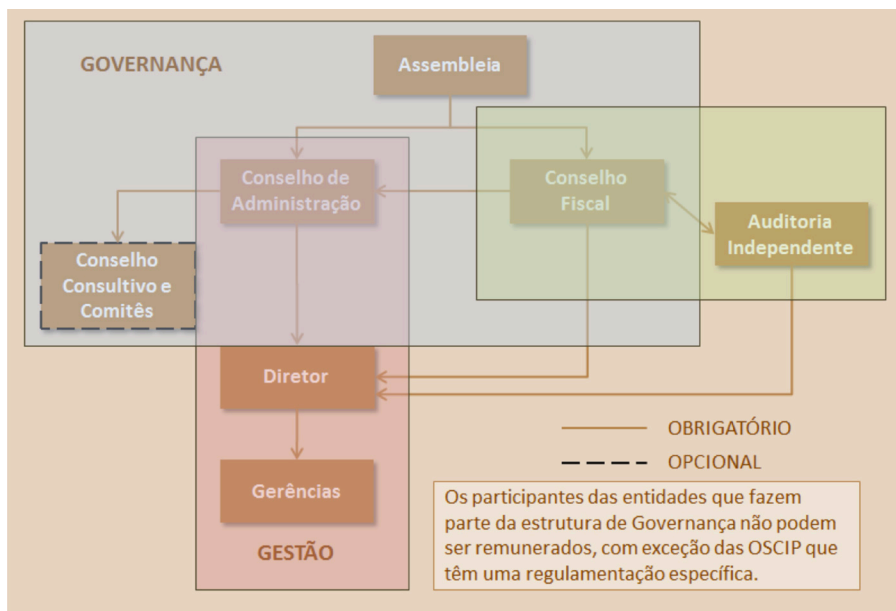 GOVERNANÇA
Assembleia
Conselho de
Administração
Conselho
Fiscal
Auditoria
Independente
Conselho
Consultivo e
Comitês
Diretor
Gerências
GESTÃO
OBRIGATÓRIO
OPCIONAL
Os participantes das entidades que fazem
parte da estrutura de Governança não podem
ser remunerados, com exceção das OSCIP que
têm uma regulamentação específica.